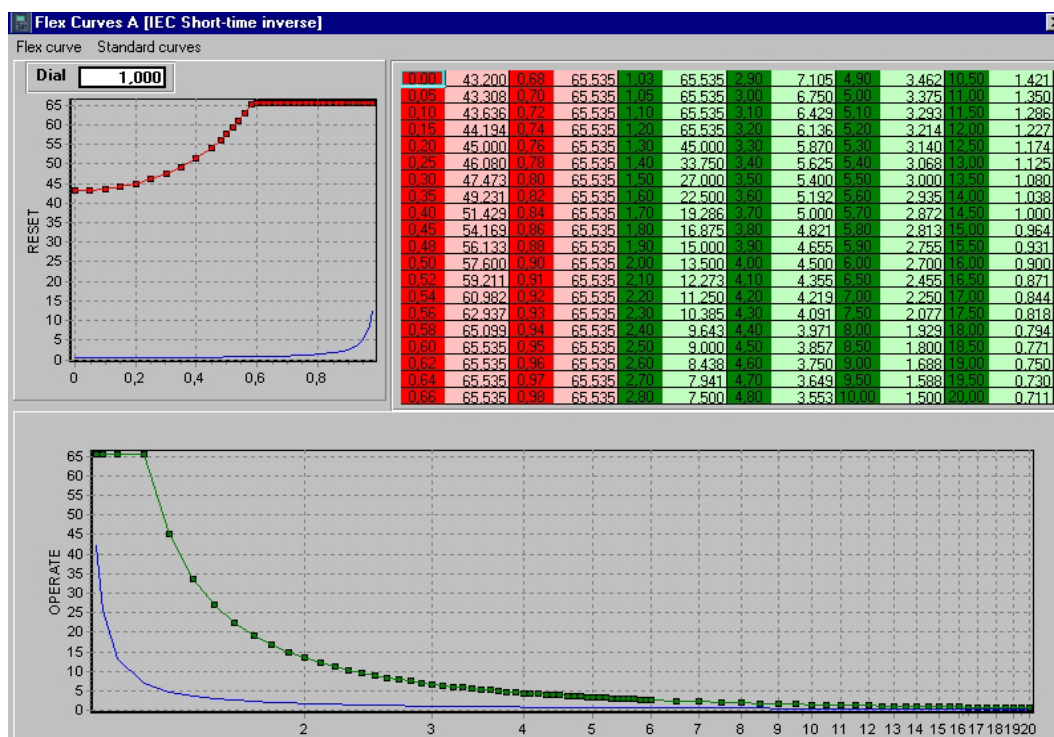 Flex Curves A [IEC Short-time inverse]
Flex curve Standard curves
Dial 1,000
65
60
55
50
45
40
35
30
25
20
15
10
5
0
RESET
0 0,2 0,4 0,6 0,8
0,00 43.200 0,68 65.535 1,03 65.535 2,90 7.105 4,90 3.462 10,50 1.421
0,05 43.308 0,70 65.535 1,05 65.535 3,00 6.750 5,00 3.375 11,00 1.350
0,10 43.636 0,72 65.535 1,10 65.535 3,10 6.429 5,10 3.293 11,50 1.286
0,15 44.194 0,74 65.535 1,20 65.535 3,20 6.136 5,20 3.214 12,00 1.227
0,20 45.000 0,76 65.535 1,30 45.000 3,30 5.870 5,30 3.140 12,50 1.174
0,25 46.080 0,78 65.535 1,40 33.750 3,40 5.625 5,40 3.068 13,00 1.125
0,30 47.473 0,80 65.535 1,50 27.000 3,50 5.400 5,50 3.000 13,50 1.080
0,35 49.231 0,82 65.535 1,60 22.500 3,60 5.192 5,60 2.935 14,00 1.038
0,40 51.429 0,84 65.535 1,70 19.286 3,70 5.000 5,70 2.872 14,50 1.000
0,45 54.169 0,86 65.535 1,80 16.875 3,80 4.821 5,80 2.813 15,00 0.964
0,48 56.133 0,88 65.535 1,90 15.000 3,90 4.655 5,90 2.755 15,50 0.931
0,50 57.600 0,90 65.535 2,00 13.500 4,00 4.500 6,00 2.700 16,00 0.900
0,52 59.211 0,91 65.535 2,10 12.273 4,10 4.355 6,50 2.455 16,50 0.871
0,54 60.982 0,92 65.535 2,20 11.250 4,20 4.219 7,00 2.250 17,00 0.844
0,56 62.937 0,93 65.535 2,30 10.385 4,30 4.091 7,50 2.077 17,50 0.818
0,58 65.099 0,94 65.535 2,40 9.643 4,40 3.971 8,00 1.929 18,00 0.794
0,60 65.535 0,95 65.535 2,50 9.000 4,50 3.857 8,50 1.800 18,50 0.771
0,62 65.535 0,96 65.535 2,60 8.438 4,60 3.750 9,00 1.688 19,00 0.750
0,64 65.535 0,97 65.535 2,70 7.941 4,70 3.649 9,50 1.588 19,50 0.730
0,66 65.535 0,98 65.535 2,80 7.500 4,80 3.553 10,00 1.500 20,00 0.711
65
60
55
50
45
40
35
30
25
20
15
10
5
0
OPERATE
2 3 4 5 6 7 8 9 10 11 12 13 14 15 16 17 18 19 20